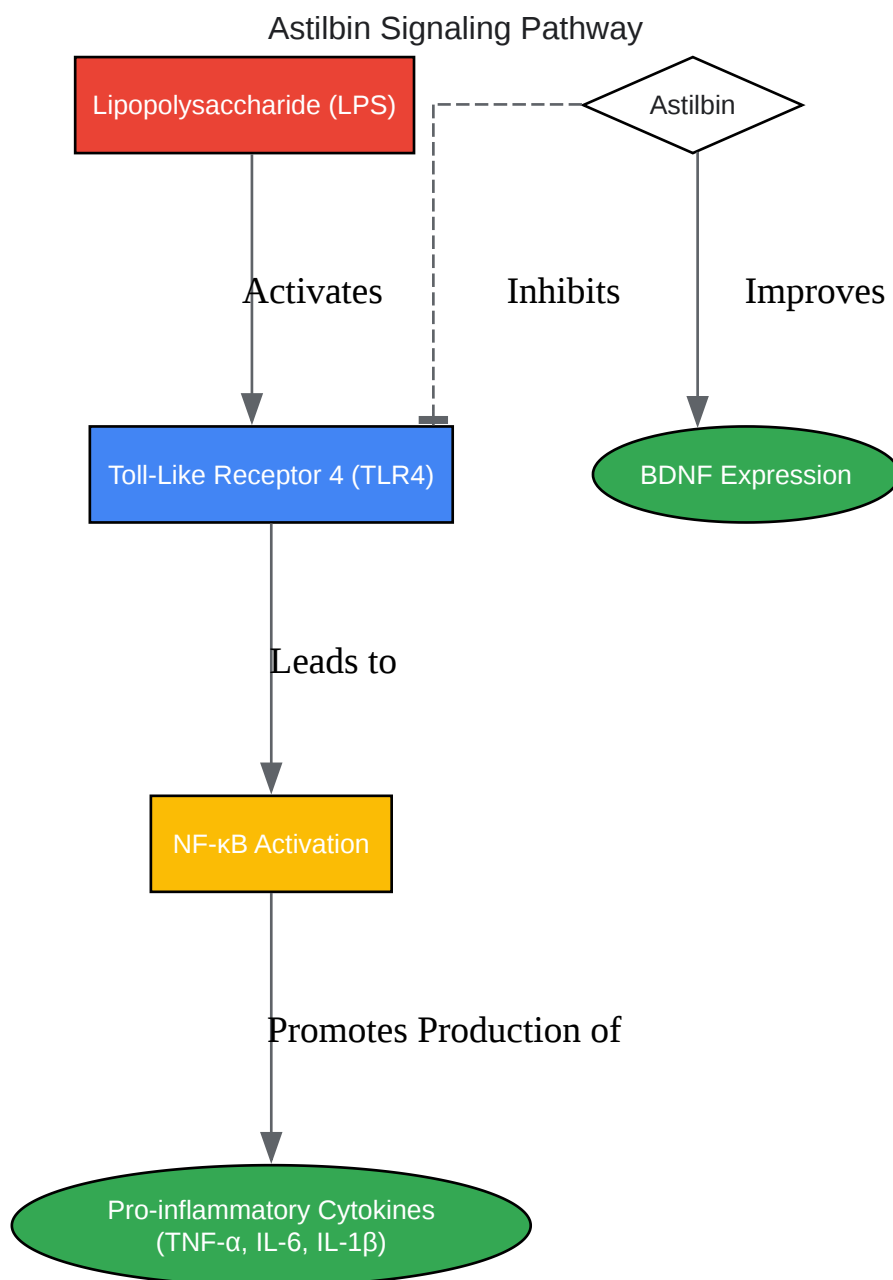 Astilbin Signaling Pathway
Lipopolysaccharide (LPS)
Astilbin
Activates
Inhibits
Improves
Toll-Like Receptor 4 (TLR4)
BDNF Expression
Leads to
NF-κB Activation
Promotes Production of
Pro-inflammatory Cytokines
(TNF-α, IL-6, IL-1β)